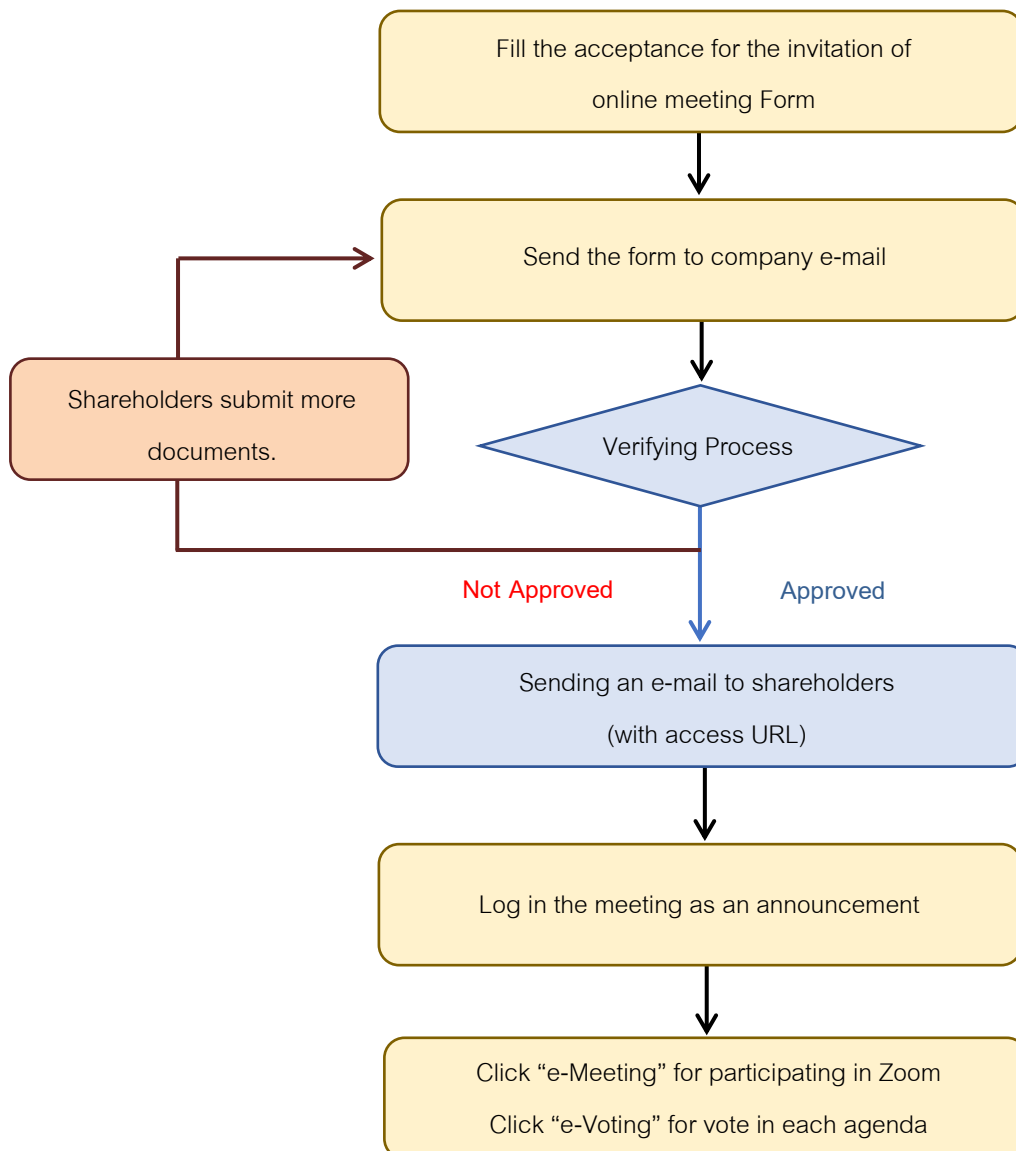 Fill the acceptance for the invitation of
online meeting Form
Send the form to company e-mail
Shareholders submit more
documents.
Verifying Process
Not Approved
Approved
Sending an e-mail to shareholders
(with access URL)
Log in the meeting as an announcement
Click “e-Meeting” for participating in Zoom
Click “e-Voting” for vote in each agenda